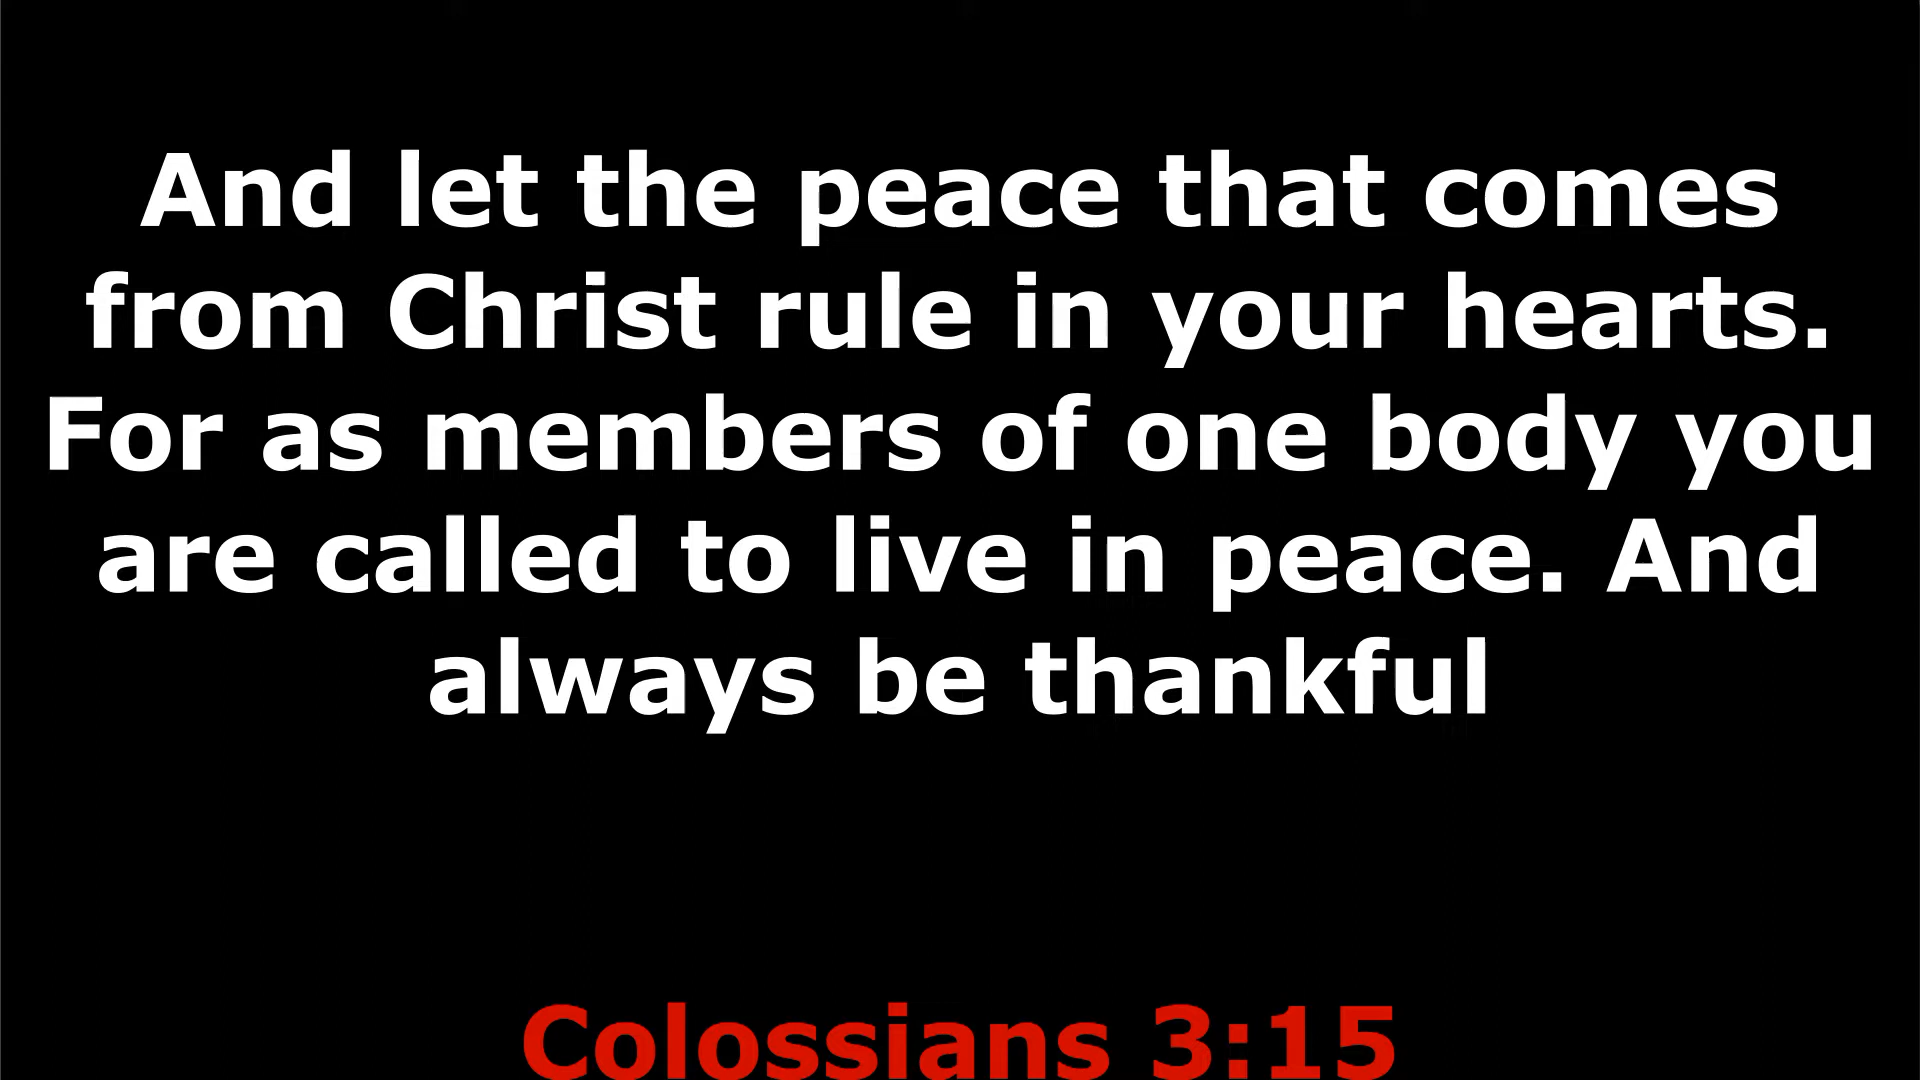 And let the peace that comes
from Christ rule in your hearts.
For as members of one body you
are called to live in peace. And
always be thankful
Colossians 3:15